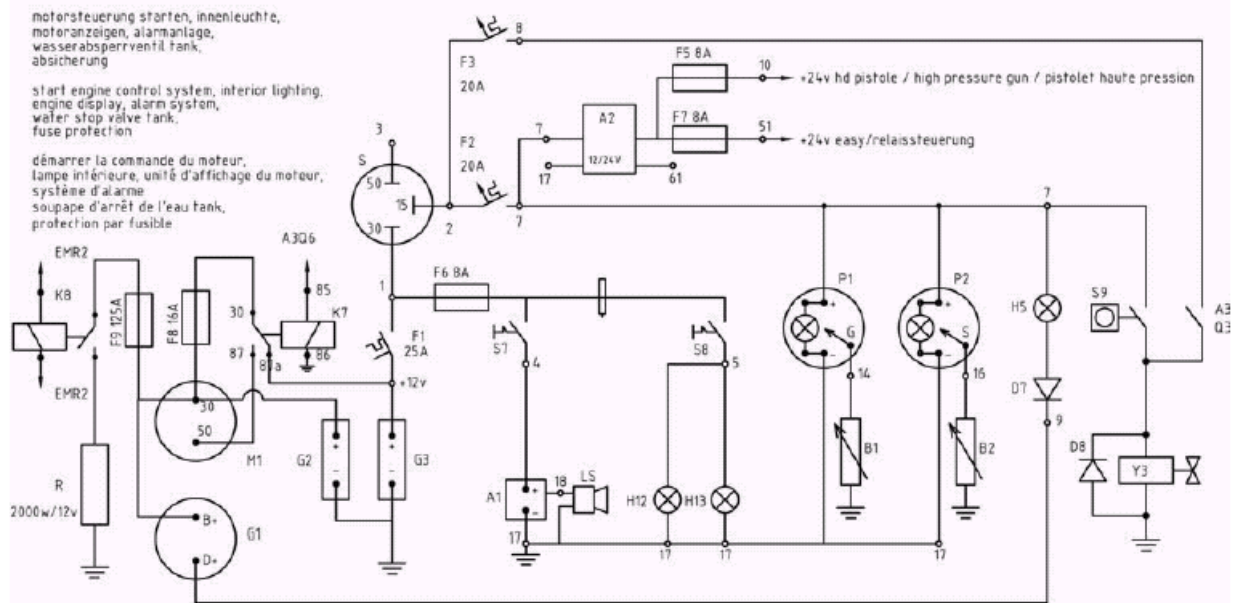 motorsteuerung starten, innenleuchte,
motoranzeigen, alarmanlage,
wasserabsperrventil tank,
absicherung
start engine control system, interior lighting,
engine display, alarm system,
water stop valve tank,
fuse protection
démarrer la commande du moteur,
lampe intérieure, unité d'affichage du moteur,
système d'alarme
soupape d'arrêt de l'eau tank,
protection par fusible
8
F3
20A
F5 8A
10
+24v hd pistole / high pressure gun / pistolet haute pression
A2
7
F7 8A
51
+24v easy/relaissteuerung
12/24V
17
61
3
S
50
15
30
F2
20A
2
7
7
EMR2
K8
EMR2
F9 125A
F8 16A
A3Q6
85
30
K7
87
87a
86
1
F6 8A
F1
25A
+12v
S7
4
S8
5
P1
+
G
-
14
P2
+
S
-
16
H5
D7
9
S9
A3
Q3
30
50
M1
G2
+
-
G3
+
-
R
2000w/12v
B+
G1
D+
A1
+
-
18
LS
17
H12
H13
17
17
17
B1
B2
D8
Y3